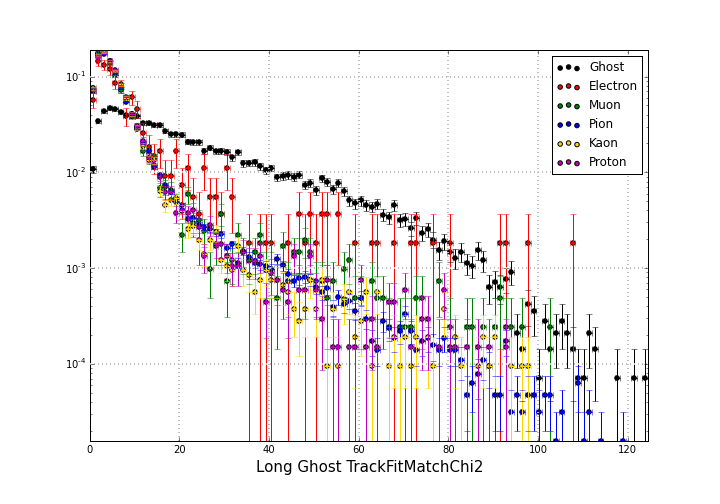 Ghost
Electron
Muon
Pion
Kaon
Proton
10⁻¹
10⁻²
10⁻³
10⁻⁴
0 20 40 60 80 100 120
Long Ghost TrackFitMatchChi2